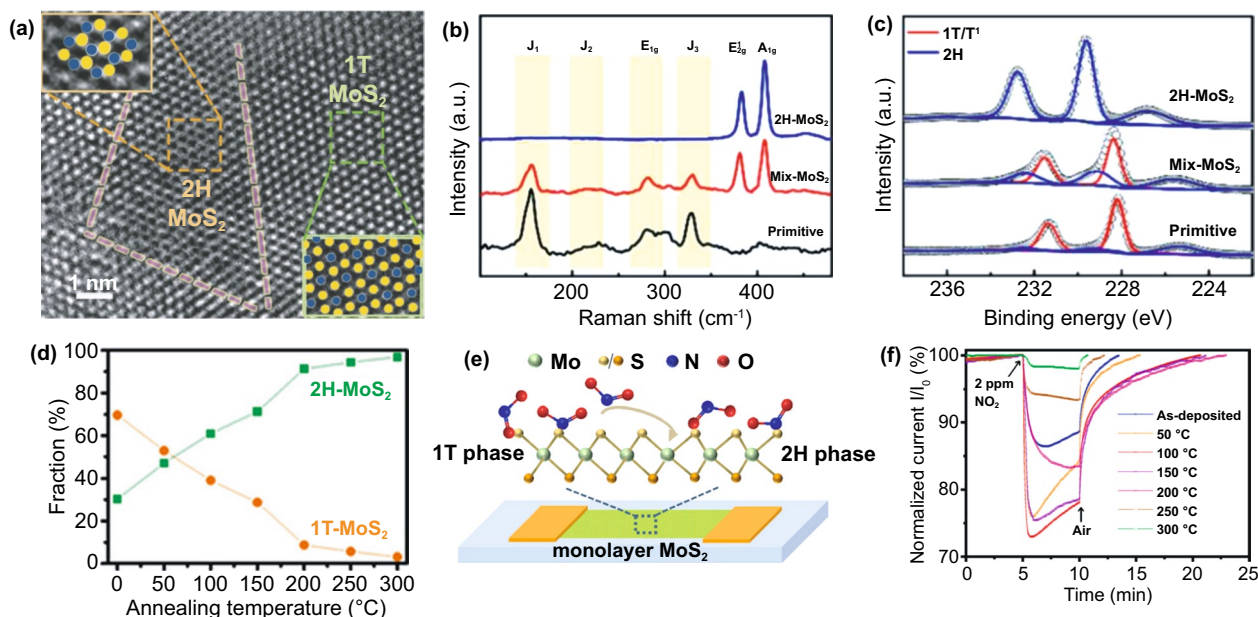 (a)
1T
MoS₂
2H
MoS₂
1 nm
(b)
J₁
J₂
E₁g
J₃
E¹₂g
A₁g
2H-MoS₂
Mix-MoS₂
Primitive
Intensity (a.u.)
200
300
400
Raman shift (cm⁻¹)
(c)
1T/T¹
2H
2H-MoS₂
Mix-MoS₂
Primitive
Intensity (a.u.)
236
232
228
224
Binding energy (eV)
(d)
100
80
60
40
20
0
Fraction (%)
2H-MoS₂
1T-MoS₂
0
50
100
150
200
250
300
Annealing temperature (°C)
(e)
Mo
S
N
O
1T phase
2H phase
monolayer MoS₂
(f)
100
90
80
70
Normalized current I/I₀ (%)
2 ppm
NO₂
As-deposited
50 °C
100 °C
150 °C
200 °C
250 °C
300 °C
Air
0
5
10
15
20
25
Time (min)